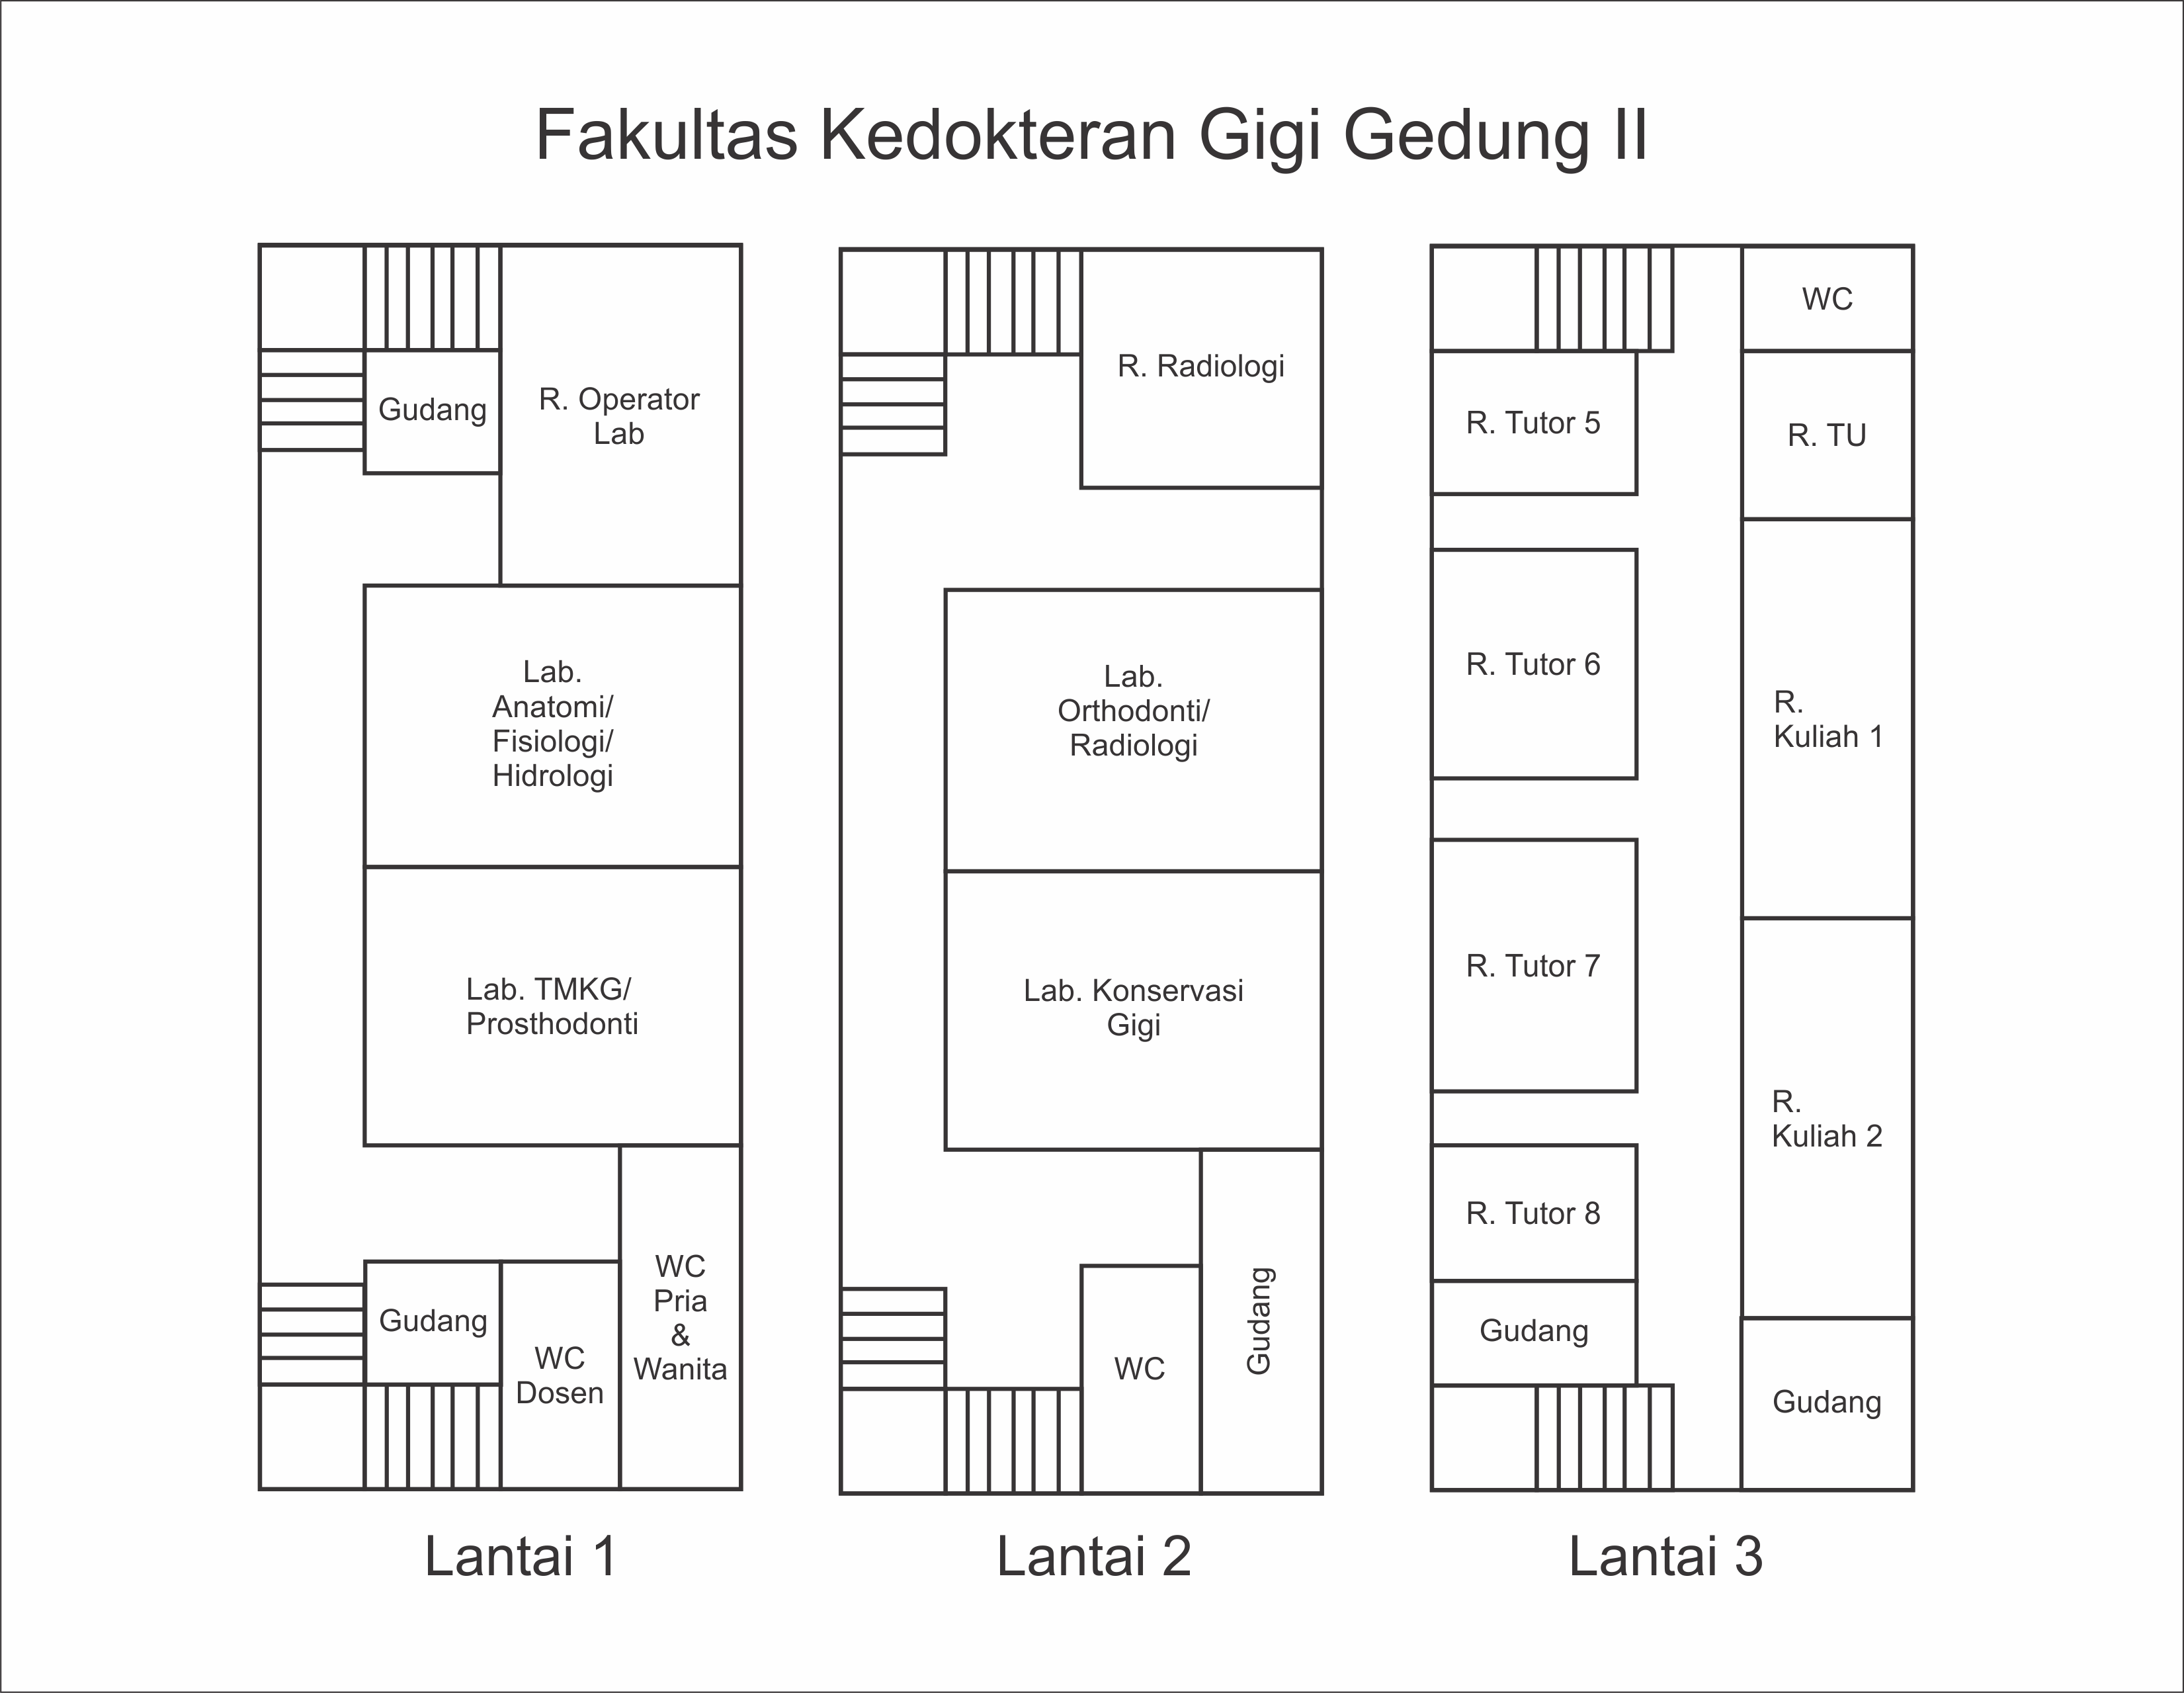 Fakultas Kedokteran Gigi Gedung II
Gudang
R. Operator
Lab
Lab.
Anatomi/
Fisiologi/
Hidrologi
Lab. TMKG/
Prosthodonti
Gudang
WC
Dosen
WC
Pria
&
Wanita
Lantai 1
R. Radiologi
Lab.
Orthodonti/
Radiologi
Lab. Konservasi
Gigi
WC
Gudang
Lantai 2
WC
R. Tutor 5
R. TU
R. Tutor 6
R.
Kuliah 1
R. Tutor 7
R.
Kuliah 2
R. Tutor 8
Gudang
Gudang
Lantai 3